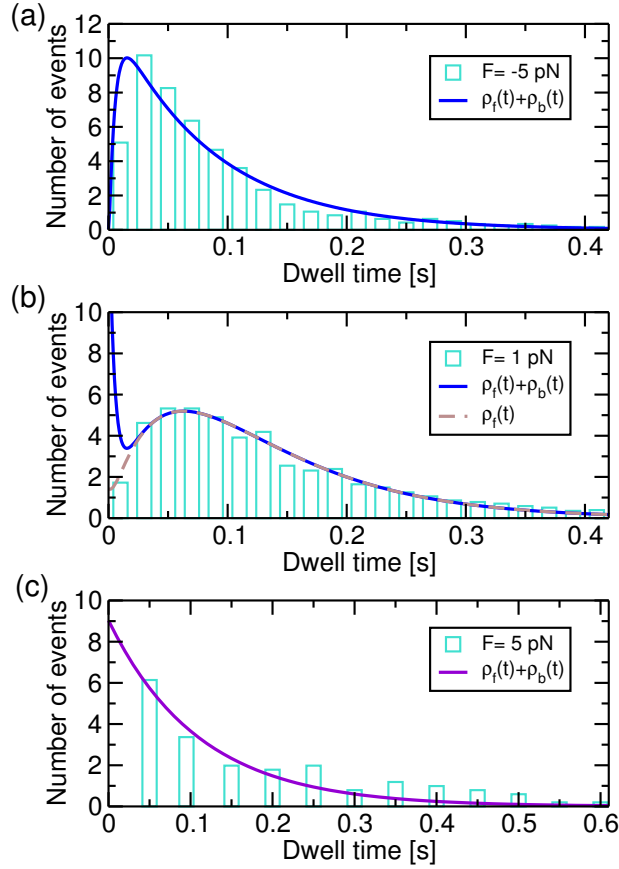 (a)
Number of events
12
10
8
6
4
2
0
F= -5 pN
ρf(t)+ρb(t)
0 0.1 0.2 0.3 0.4
Dwell time [s]
(b)
Number of events
10
8
6
4
2
0
F= 1 pN
ρf(t)+ρb(t)
ρf(t)
0 0.1 0.2 0.3 0.4
Dwell time [s]
(c)
Number of events
10
8
6
4
2
0
F= 5 pN
ρf(t)+ρb(t)
0 0.1 0.2 0.3 0.4 0.5 0.6
Dwell time [s]